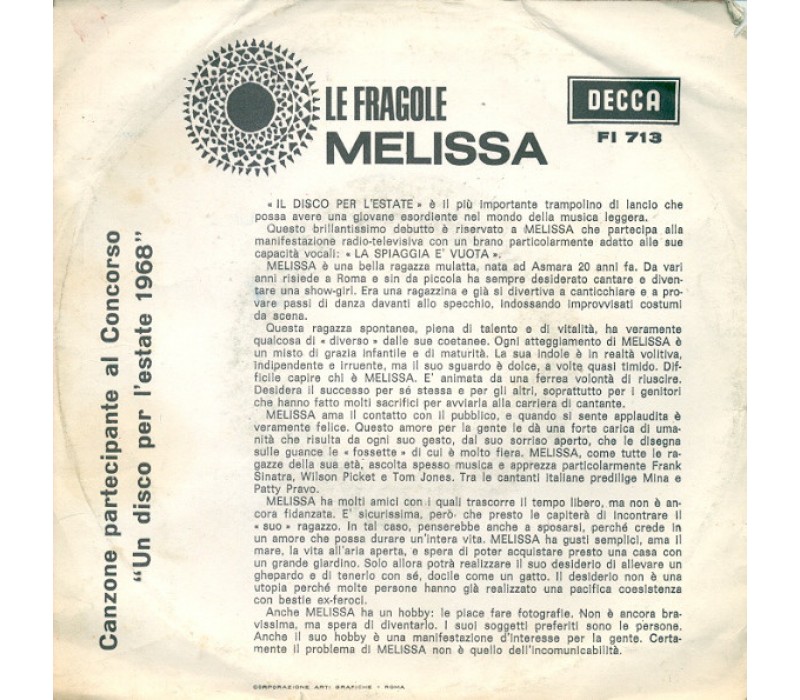 LE FRAGOLE
MELISSA
DECCA
FI 713
« IL DISCO PER L'ESTATE » è il più importante trampolino di lancio che
possa avere una giovane esordiente nel mondo della musica leggera.
Questo brillantissimo debutto è riservato a MELISSA che partecipa alla
manifestazione radio-televisiva con un brano particolarmente adatto alle sue
capacità vocali: « LA SPIAGGIA E' VUOTA ».
MELISSA è una bella ragazza mulatta, nata ad Asmara 20 anni fa. Da vari
anni risiede a Roma e sin da piccola ha sempre desiderato cantare e diven-
tare una show-girl. Era una ragazzina e già si divertiva a canticchiare e a pro-
vare passi di danza davanti allo specchio, indossando improvvisati costumi
da scena.
Questa ragazza spontanea, piena di talento e di vitalità, ha veramente
qualcosa di « diverso » dalle sue coetanee. Ogni atteggiamento di MELISSA è
un misto di grazia infantile e di maturità. La sua indole è in realtà volitiva,
indipendente e irruente, ma il suo sguardo è dolce, a volte quasi timido. Dif-
ficile capire chi è MELISSA. E' animata da una ferrea volontà di riuscire.
Desidera il successo per sé stessa e per gli altri, soprattutto per i genitori
che hanno fatto molti sacrifici per avviarla alla carriera di cantante.
MELISSA ama il contatto con il pubblico, e quando si sente applaudita è
veramente felice. Questo amore per la gente le dà una forte carica di uma-
nità che risulta da ogni suo gesto, dal suo sorriso aperto, che le disegna
sulle guance le « fossette » di cui è molto fiera. MELISSA, come tutte le ra-
gazze della sua età, ascolta spesso musica e apprezza particolarmente Frank
Sinatra, Wilson Picket e Tom Jones. Tra le cantanti italiane predilige Mina e
Patty Pravo.
MELISSA ha molti amici con i quali trascorre il tempo libero, ma non è an-
cora fidanzata. E' sicurissima, però, che presto le capiterà di incontrare il
« suo » ragazzo. In tal caso, penserebbe anche a sposarsi, perché crede in
un amore che possa durare un'intera vita. MELISSA ha gusti semplici, ama il
mare, la vita all'aria aperta, e spera di poter acquistare presto una casa con
un grande giardino. Solo allora potrà realizzare il suo desiderio di allevare un
ghepardo e di tenerlo con sé, docile come un gatto. Il desiderio non è una
utopia perché molte persone hanno già realizzato una pacifica coesistenza
con bestie ex-feroci.
Anche MELISSA ha un hobby: le piace fare fotografie. Non è ancora bra-
vissima, ma spera di diventarlo. I suoi soggetti preferiti sono le persone.
Anche il suo hobby è una manifestazione d'interesse per la gente. Certa-
mente il problema di MELISSA non è quello dell'incomunicabilità.
Canzone partecipante al Concorso
"Un disco per l'estate 1968"
CORPORAZIONE ARTI GRAFICHE - ROMA